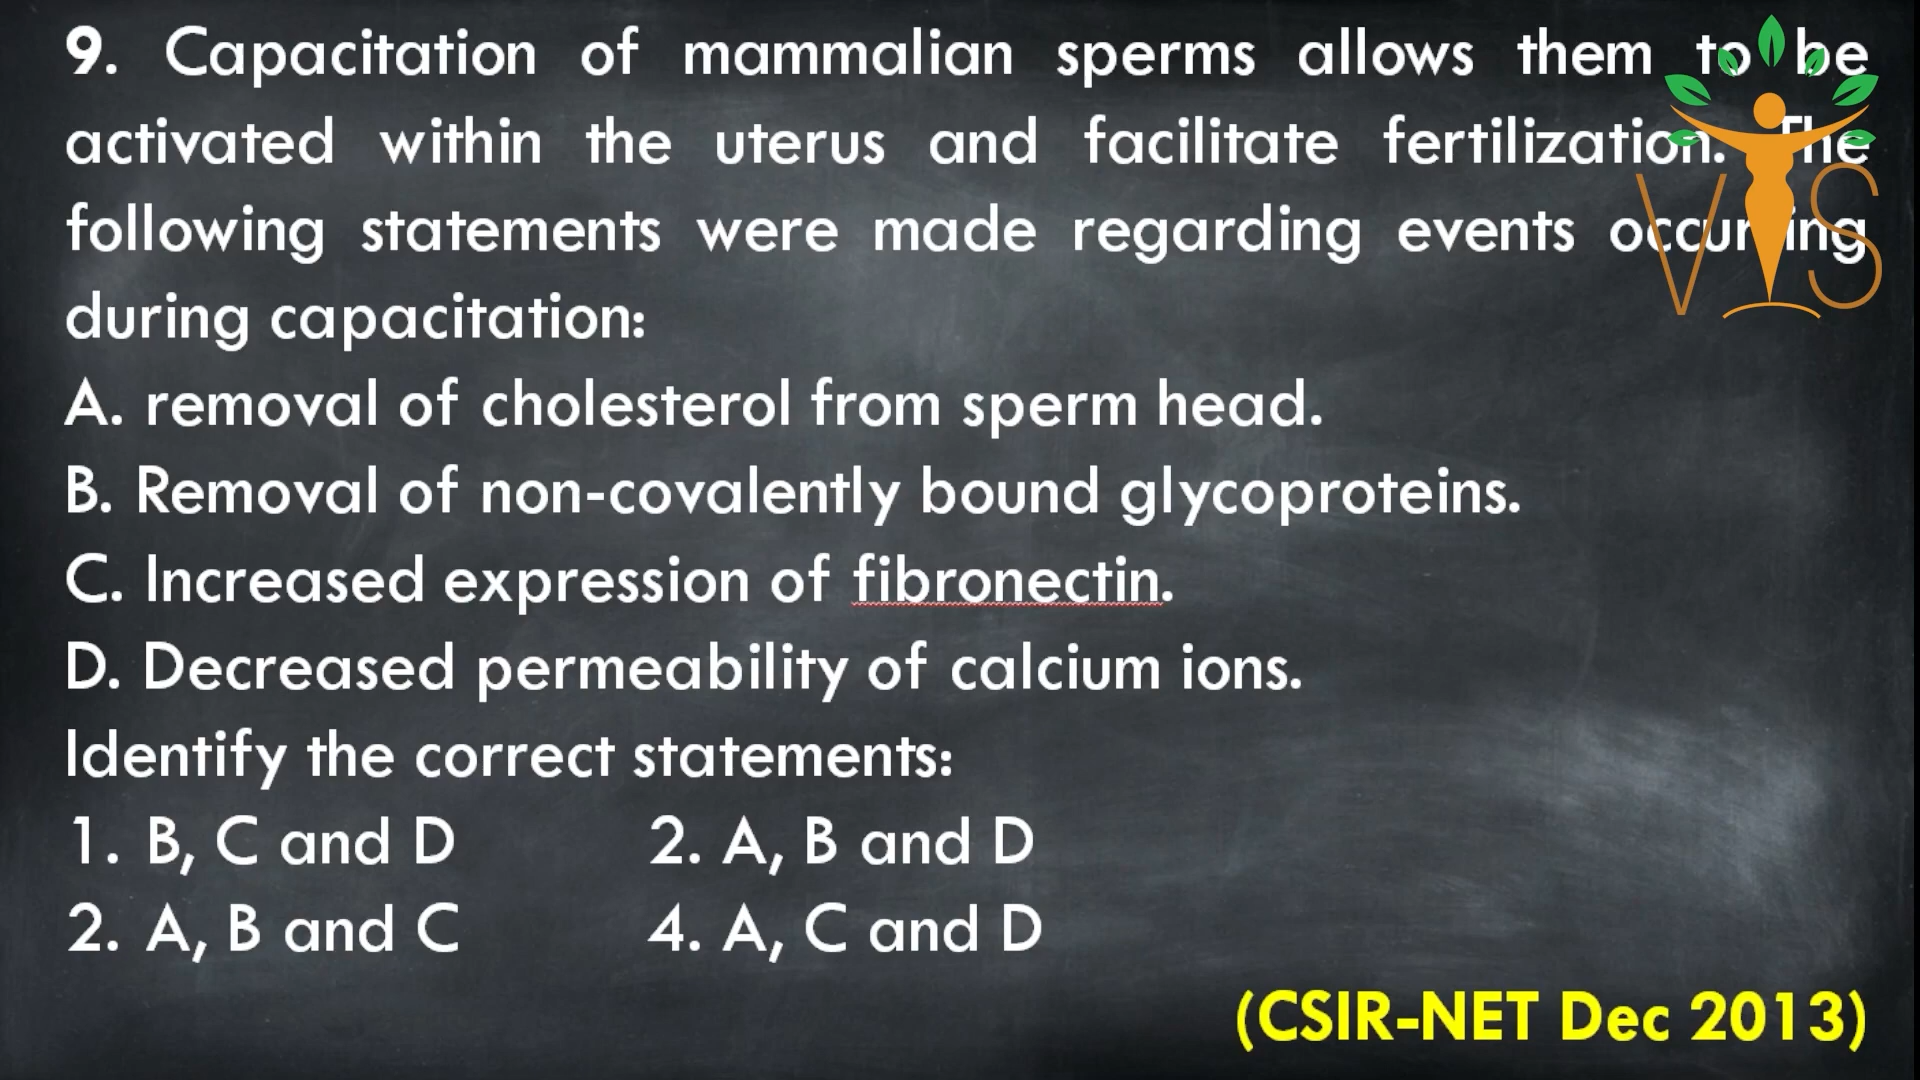 9. Capacitation of mammalian sperms allows them to be
activated within the uterus and facilitate fertilization. The
following statements were made regarding events occurring
during capacitation:
A. removal of cholesterol from sperm head.
B. Removal of non-covalently bound glycoproteins.
C. Increased expression of fibronectin.
D. Decreased permeability of calcium ions.
Identify the correct statements:
1. B, C and D 2. A, B and D
2. A, B and C 4. A, C and D
(CSIR-NET Dec 2013)
V S